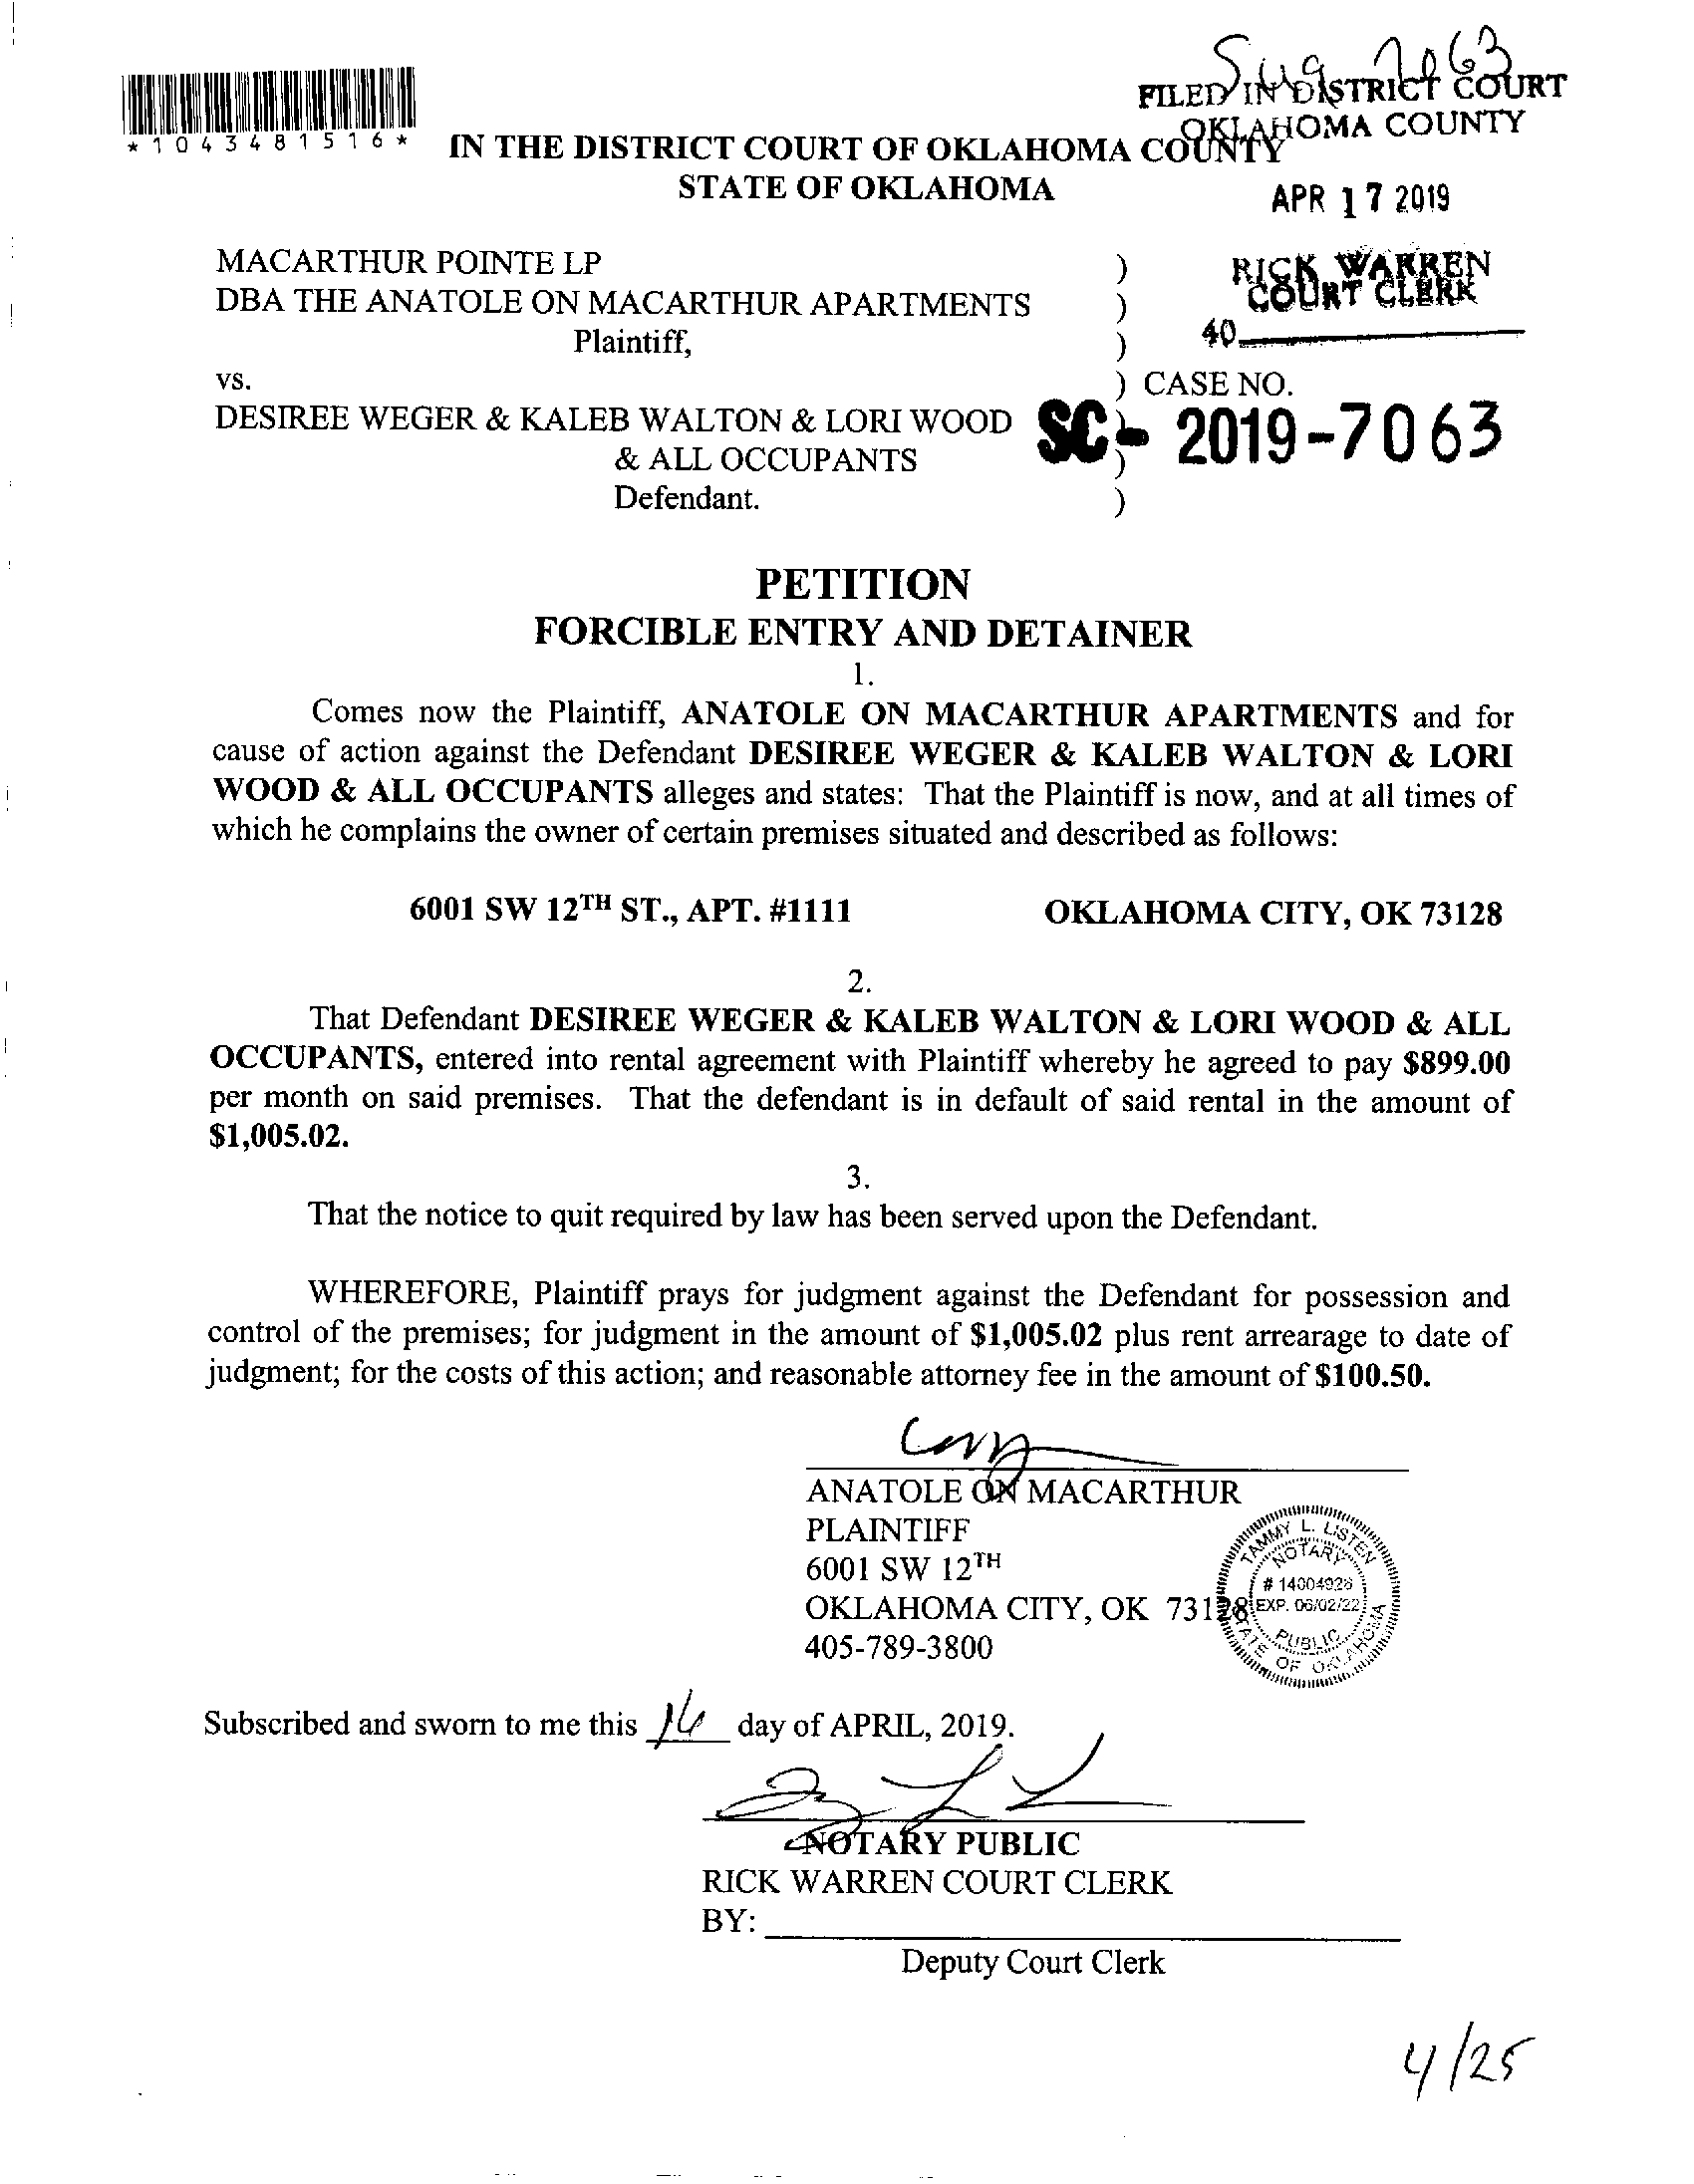 FILED IN DISTRICT COURT
OKLAHOMA COUNTY
*1043481516*
IN THE DISTRICT COURT OF OKLAHOMA COUNTY
STATE OF OKLAHOMA
APR 17 2019
MACARTHUR POINTE LP
DBA THE ANATOLE ON MACARTHUR APARTMENTS
Plaintiff,
vs.
DESIREE WEGER & KALEB WALTON & LORI WOOD
& ALL OCCUPANTS
Defendant.
)
)
)
)
)
)
)
RICK WARREN
COURT CLERK
40
CASE NO.
SC- 2019-7063
PETITION
FORCIBLE ENTRY AND DETAINER
1.
Comes now the Plaintiff, ANATOLE ON MACARTHUR APARTMENTS and for
cause of action against the Defendant DESIREE WEGER & KALEB WALTON & LORI
WOOD & ALL OCCUPANTS alleges and states: That the Plaintiff is now, and at all times of
which he complains the owner of certain premises situated and described as follows:
6001 SW 12TH ST., APT. #1111 OKLAHOMA CITY, OK 73128
2.
That Defendant DESIREE WEGER & KALEB WALTON & LORI WOOD & ALL
OCCUPANTS, entered into rental agreement with Plaintiff whereby he agreed to pay $899.00
per month on said premises. That the defendant is in default of said rental in the amount of
$1,005.02.
3.
That the notice to quit required by law has been served upon the Defendant.
WHEREFORE, Plaintiff prays for judgment against the Defendant for possession and
control of the premises; for judgment in the amount of $1,005.02 plus rent arrearage to date of
judgment; for the costs of this action; and reasonable attorney fee in the amount of $100.50.
ANATOLE ON MACARTHUR
PLAINTIFF
6001 SW 12TH
OKLAHOMA CITY, OK 73128
405-789-3800
TAMMY L. LISTEN
NOTARY
# 14004926
EXP. 06/02/22
PUBLIC
STATE OF OKLAHOMA
Subscribed and sworn to me this 16 day of APRIL, 2019.
NOTARY PUBLIC
RICK WARREN COURT CLERK
BY:
Deputy Court Clerk
4/25